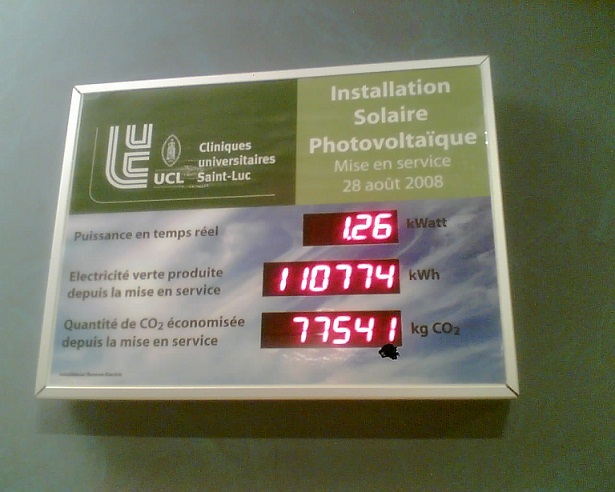 UCL
Cliniques
universitaires
Saint-Luc
Installation
Solaire
Photovoltaïque
Mise en service
28 août 2008
Puissance en temps réel 1.26 kWatt
Electricité verte produite
depuis la mise en service 110774 kWh
Quantité de CO₂ économisée
depuis la mise en service 77541 kg CO₂